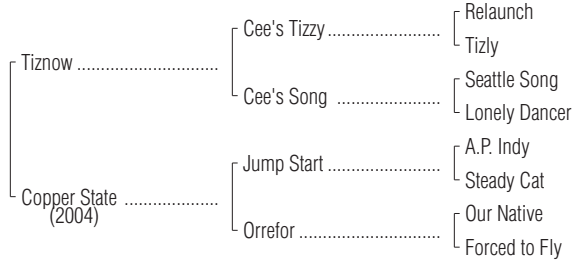 Relaunch
Cee's Tizzy ........................
Tizly
Tiznow ..............................
Seattle Song
Cee's Song ......................
Lonely Dancer
A.P. Indy
Jump Start ........................
Steady Cat
Copper State ....................
(2004)
Our Native
Orrefor ..............................
Forced to Fly